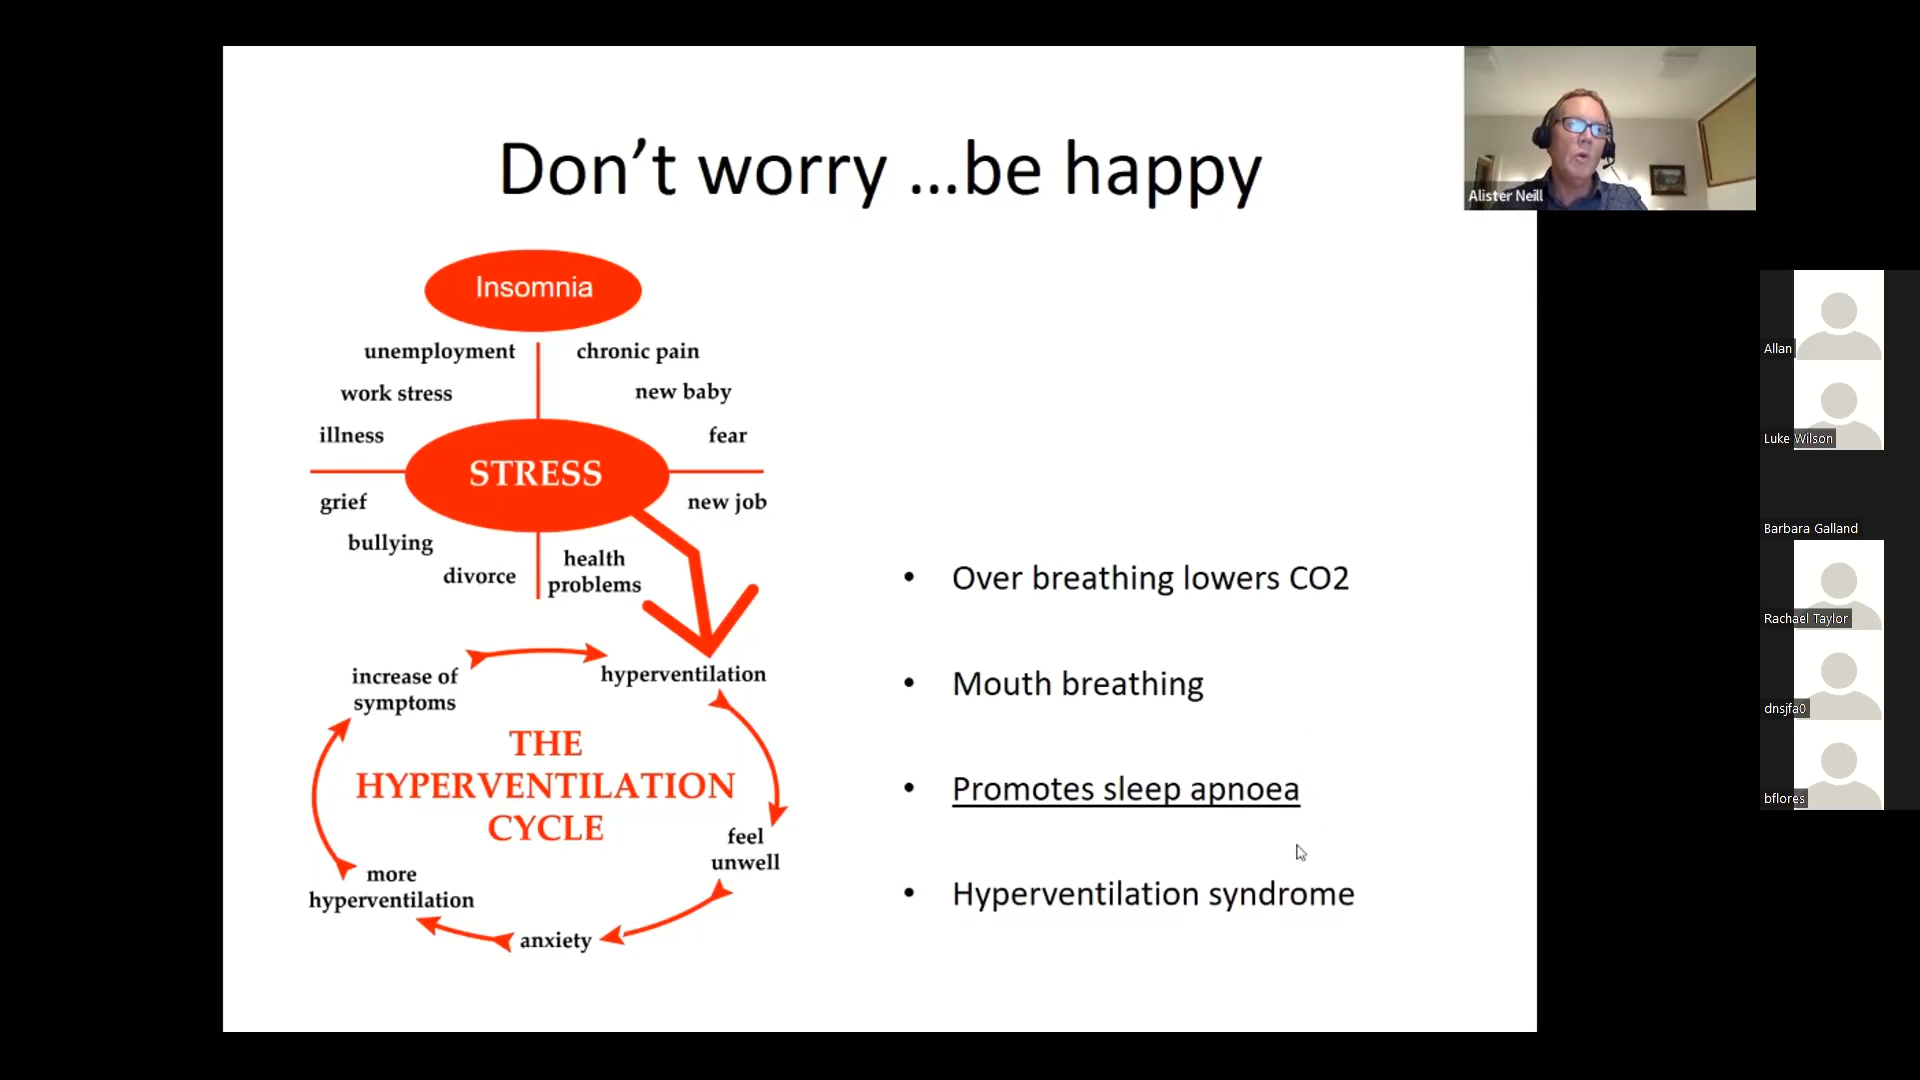 Don’t worry ...be happy
Insomnia
unemployment
chronic pain
work stress
new baby
illness
fear
STRESS
grief
new job
bullying
divorce
health
problems
increase of
symptoms
hyperventilation
THE
HYPERVENTILATION
CYCLE
feel
unwell
more
hyperventilation
anxiety
• Over breathing lowers CO2
• Mouth breathing
• Promotes sleep apnoea
• Hyperventilation syndrome
Alister Neill
Allan
Luke Wilson
Barbara Galland
Rachael Taylor
dnsjfa0
bflores